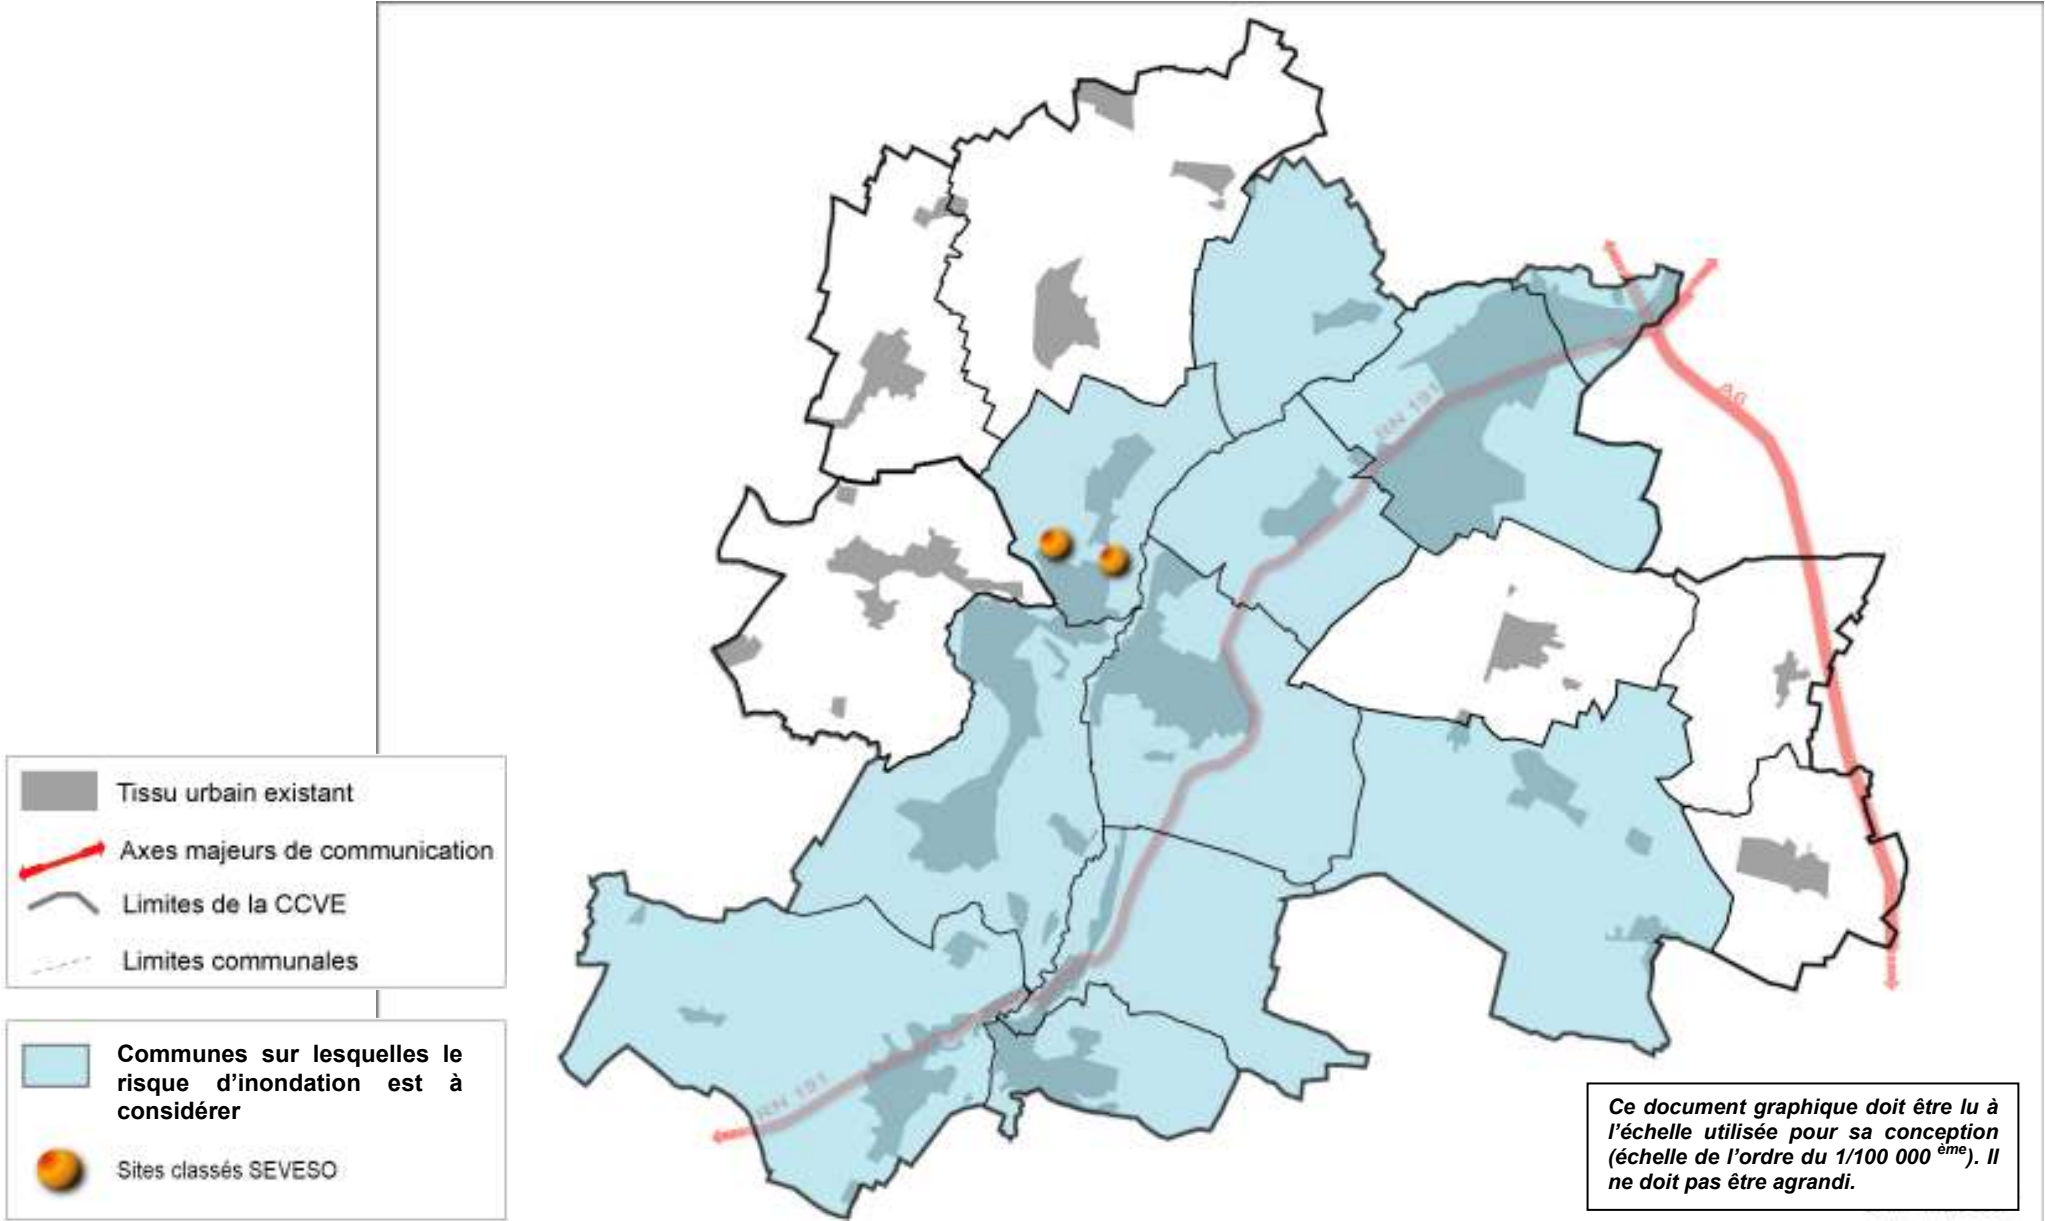 A6
RN 191
RN 191
Tissu urbain existant
Axes majeurs de communication
Limites de la CCVE
Limites communales
Communes sur lesquelles le
risque d'inondation est à
considérer
Sites classés SEVESO
Ce document graphique doit être lu à
l'échelle utilisée pour sa conception
(échelle de l'ordre du 1/100 000 ème). Il
ne doit pas être agrandi.